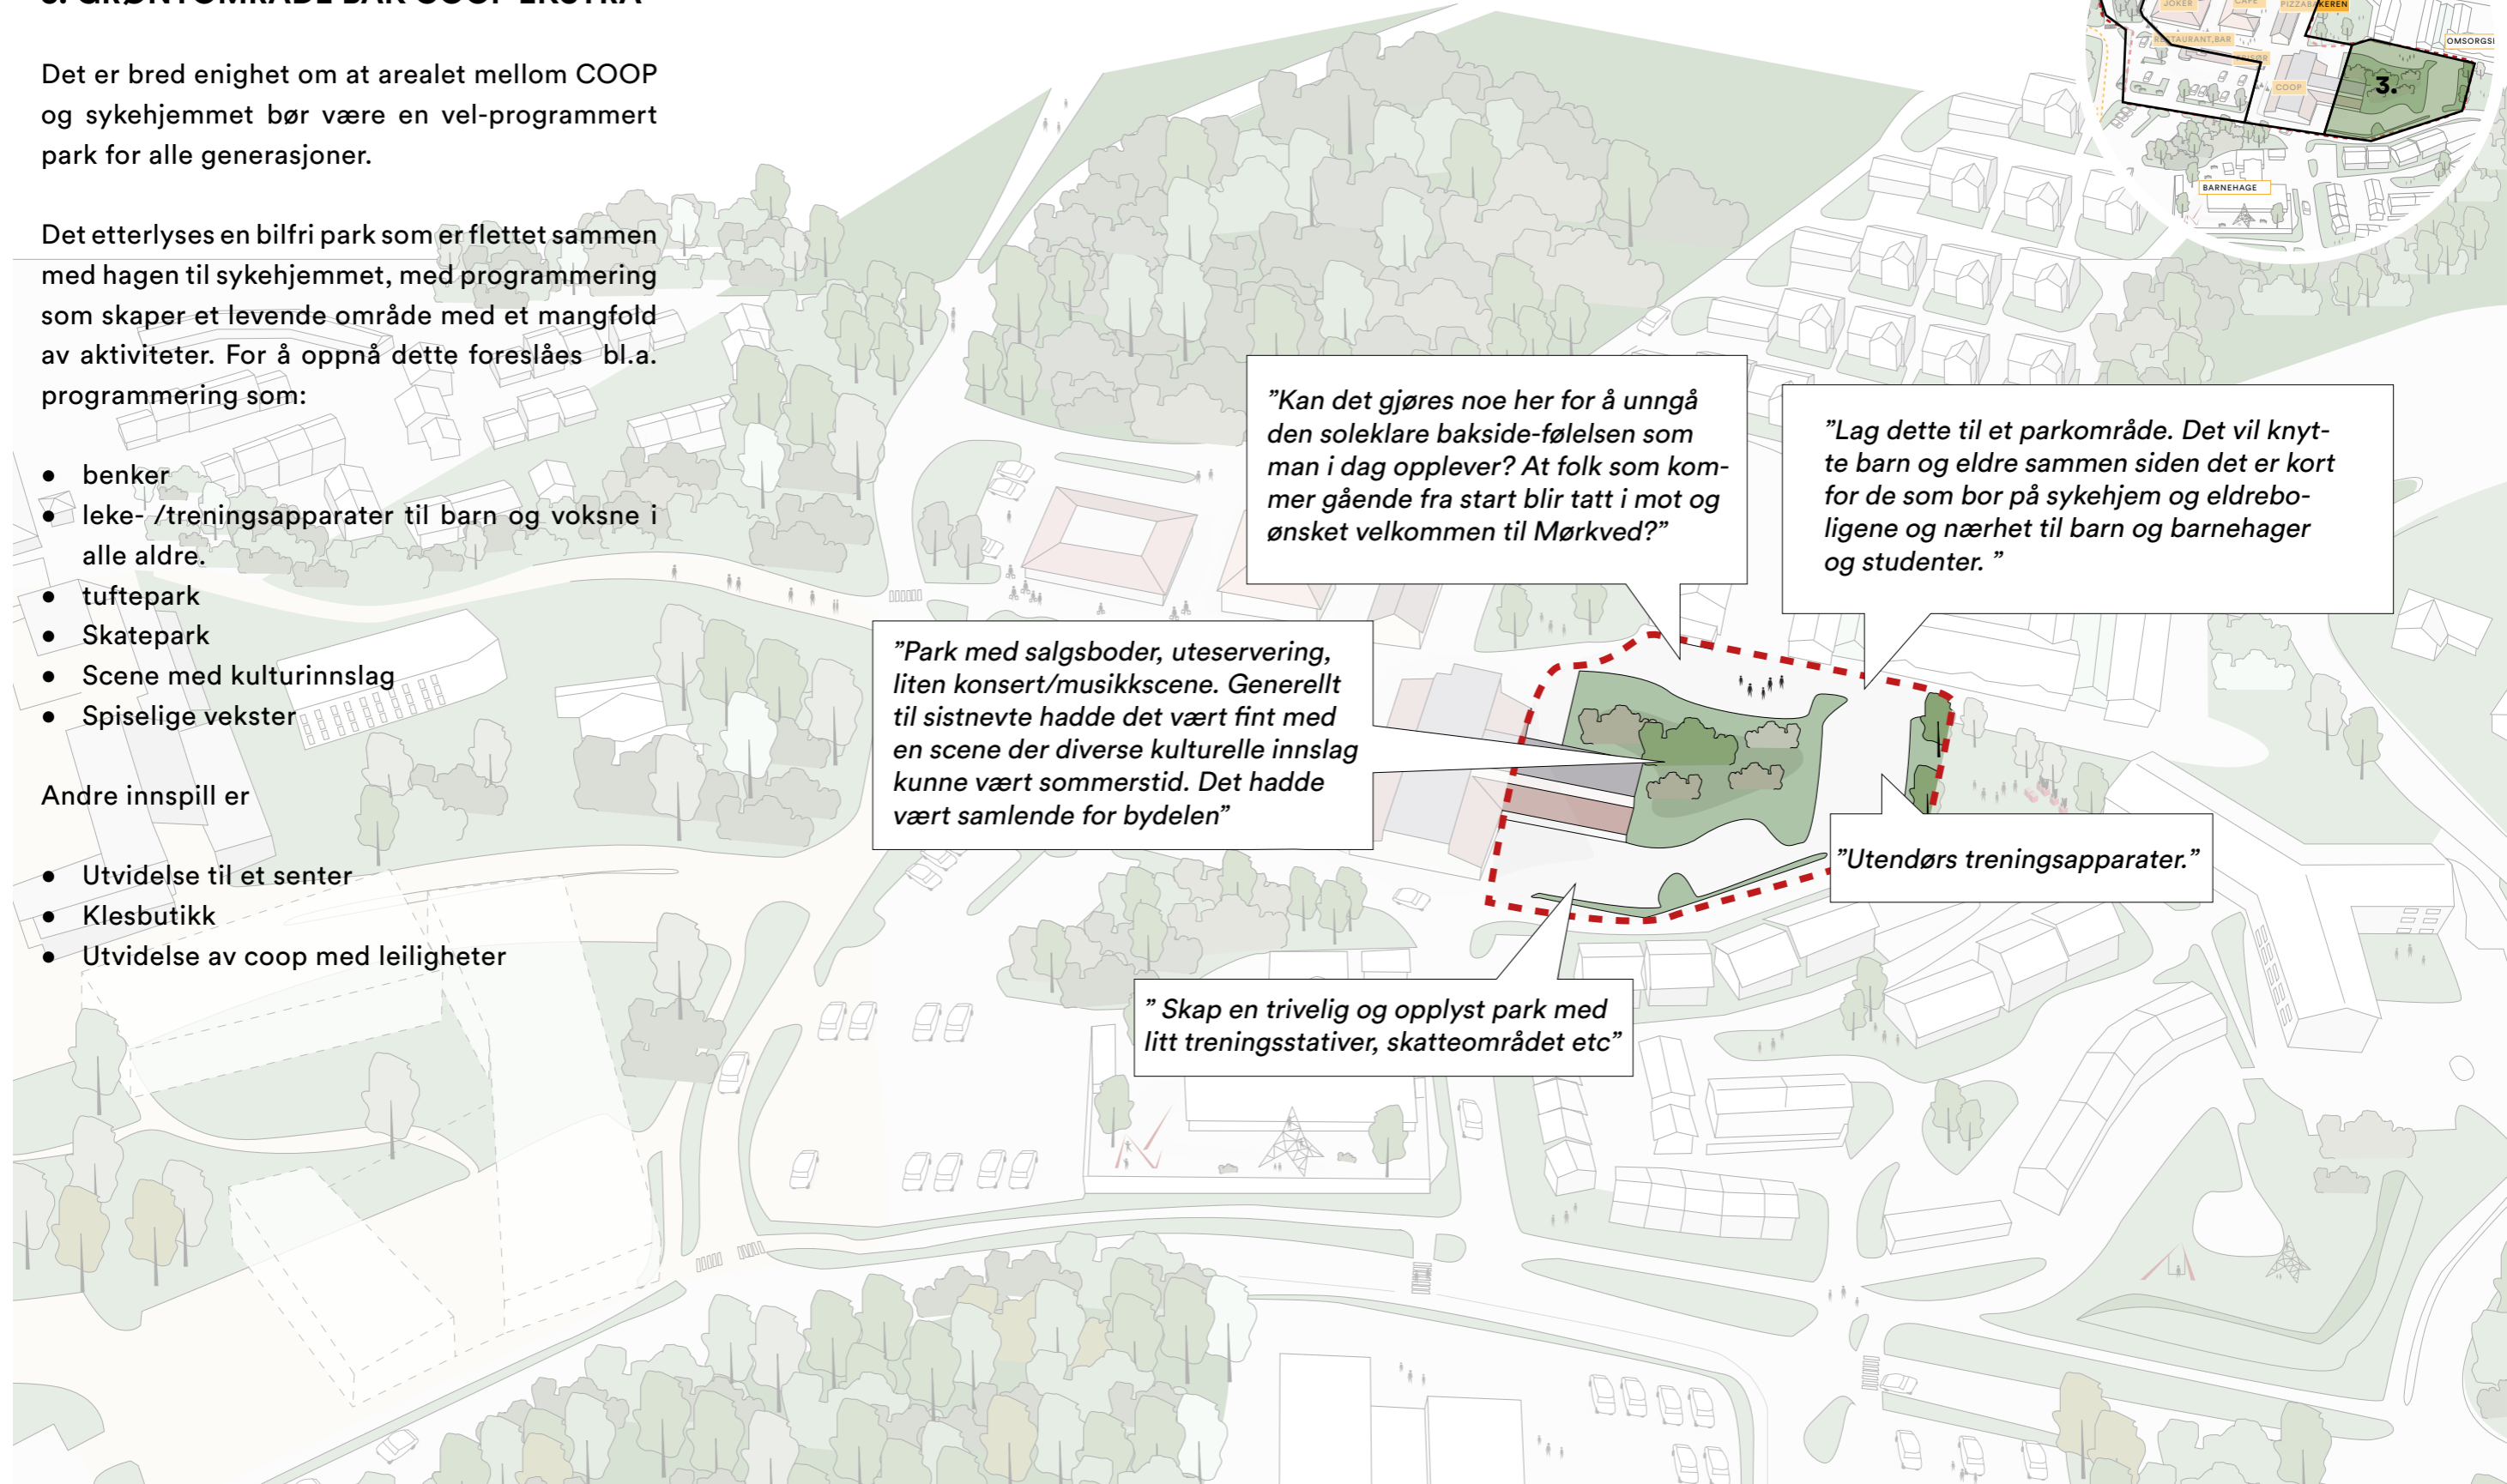 3. GRØNTOMRÅDE BAK COOP EKSTRA
Det er bred enighet om at arealet mellom COOP
og sykehjemmet bør være en vel-programmert
park for alle generasjoner.
Det etterlyses en bilfri park som er flettet sammen
med hagen til sykehjemmet, med programmering
som skaper et levende område med et mangfold
av aktiviteter. For å oppnå dette foreslåes bl.a.
programmering som:
• benker
• leke- /treningsapparater til barn og voksne i
alle aldre.
• tuftepark
• Skatepark
• Scene med kulturinnslag
• Spiselige vekster
Andre innspill er
• Utvidelse til et senter
• Klesbutikk
• Utvidelse av coop med leiligheter
"Kan det gjøres noe her for å unngå
den soleklare bakside-følelsen som
man i dag opplever? At folk som kom-
mer gående fra start blir tatt i mot og
ønsket velkommen til Mørkved?"
"Lag dette til et parkområde. Det vil knyt-
te barn og eldre sammen siden det er kort
for de som bor på sykehjem og eldrebo-
ligene og nærhet til barn og barnehager
og studenter. "
"Park med salgsboder, uteservering,
liten konsert/musikkscene. Generellt
til sistnevte hadde det vært fint med
en scene der diverse kulturelle innslag
kunne vært sommerstid. Det hadde
vært samlende for bydelen"
"Utendørs treningsapparater."
" Skap en trivelig og opplyst park med
litt treningsstativer, skatteområdet etc"
JOKER
CAFE
PIZZABAKEREN
RESTAURANT,BAR
OMSORGS
COOP
3.
BARNEHAGE